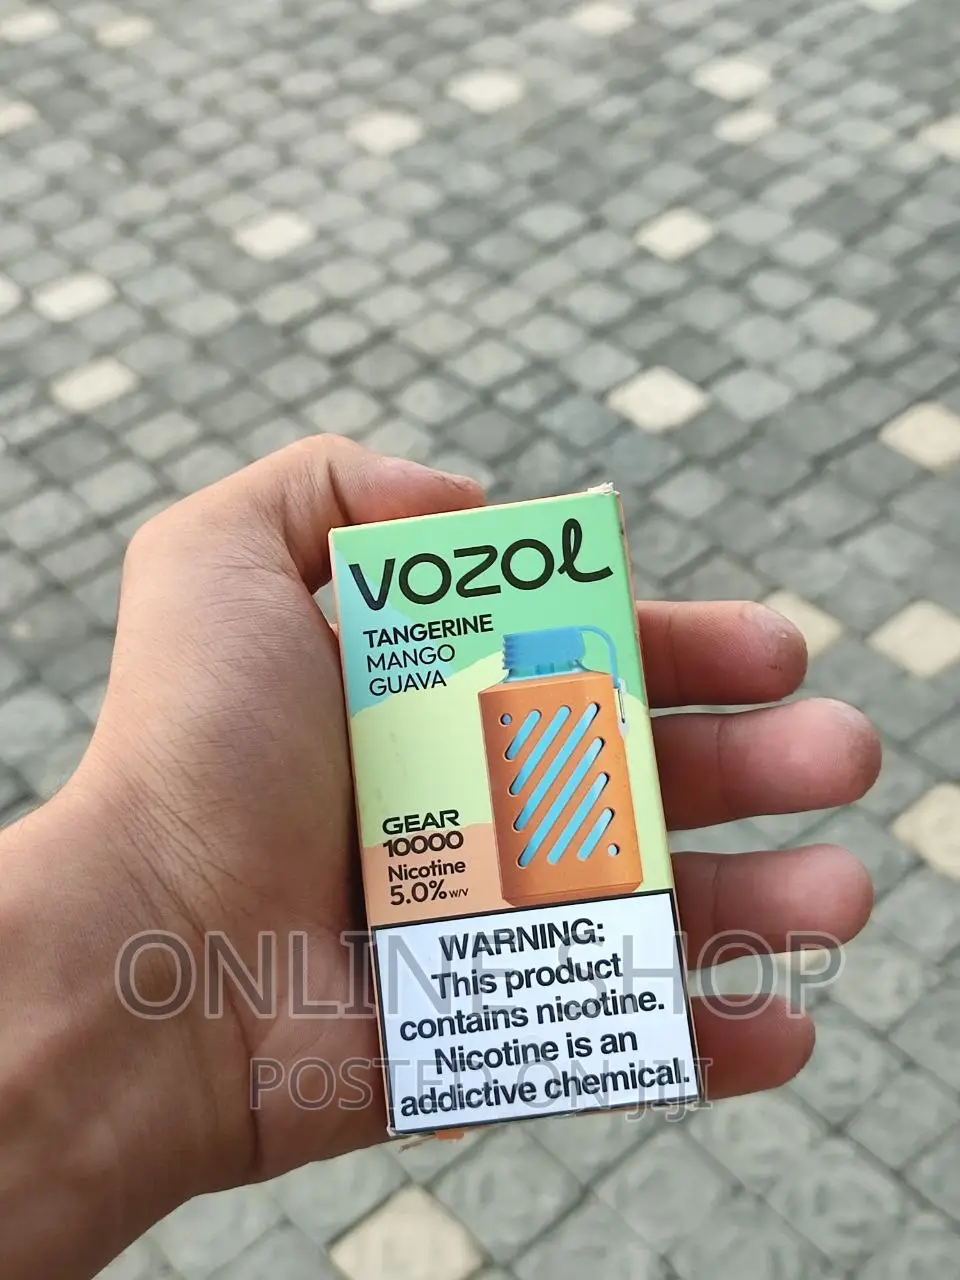 VOZOL
TANGERINE
MANGO
GUAVA
GEAR
10000
Nicotine
5.0% w/v
WARNING:
This product
contains nicotine.
Nicotine is an
addictive chemical.
ONLINE SHOP
POSTED ON JIJI